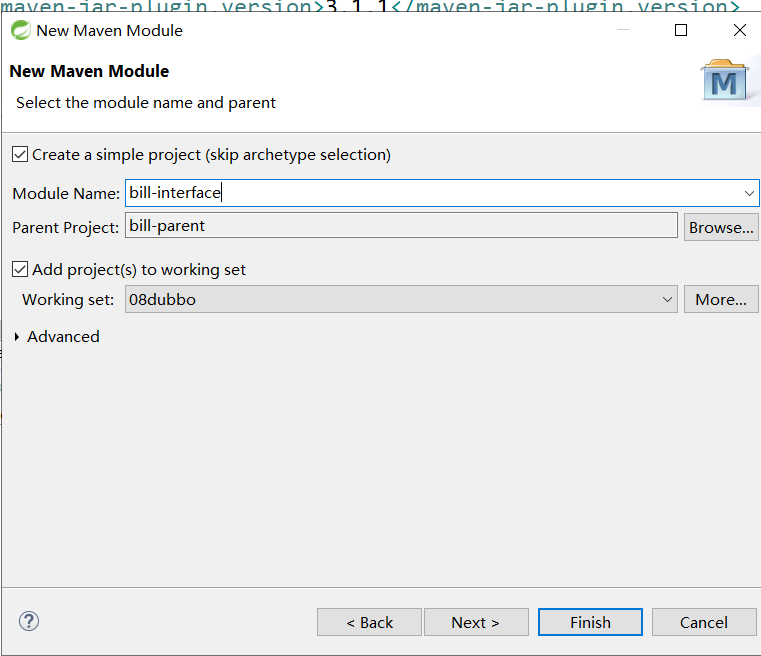 maven-jar-plugin.version>3.1.1</maven-jar-plugin.version>
New Maven Module
New Maven Module
Select the module name and parent
M
Create a simple project (skip archetype selection)
Module Name: bill-interface
Parent Project: bill-parent Browse...
Add project(s) to working set
Working set: 08dubbo More...
Advanced
? < Back Next > Finish Cancel